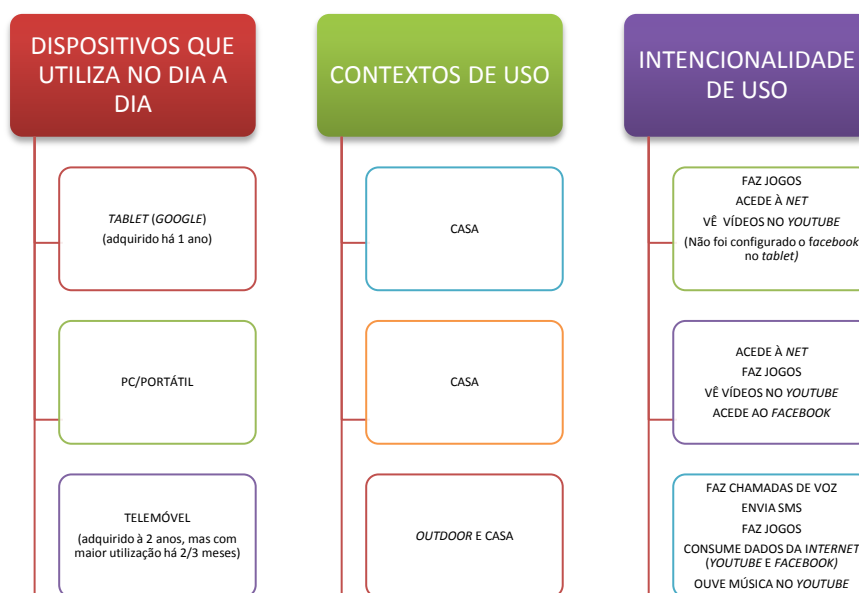 DISPOSITIVOS QUE
UTILIZA NO DIA A
DIA
TABLET (GOOGLE)
(adquirido há 1 ano)
PC/PORTÁTIL
TELEMÓVEL
(adquirido à 2 anos, mas com
maior utilização há 2/3 meses)
CONTEXTOS DE USO
CASA
CASA
OUTDOOR E CASA
INTENCIONALIDADE
DE USO
FAZ JOGOS
ACEDE À NET
VÊ VÍDEOS NO YOUTUBE
(Não foi configurado o facebook
no tablet)
ACEDE À NET
FAZ JOGOS
VÊ VÍDEOS NO YOUTUBE
ACEDE AO FACEBOOK
FAZ CHAMADAS DE VOZ
ENVIA SMS
FAZ JOGOS
CONSUME DADOS DA INTERNET
(YOUTUBE E FACEBOOK)
OUVE MÚSICA NO YOUTUBE